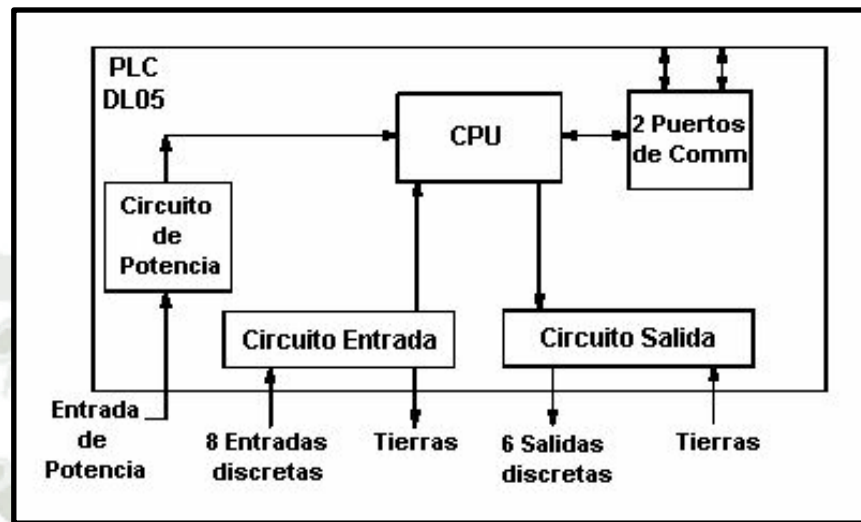 PLC
DL05
CPU
2 Puertos
de Comm
Circuito
de
Potencia
Circuito Entrada
Circuito Salida
Entrada
de
Potencia
8 Entradas
discretas
Tierras
6 Salidas
discretas
Tierras